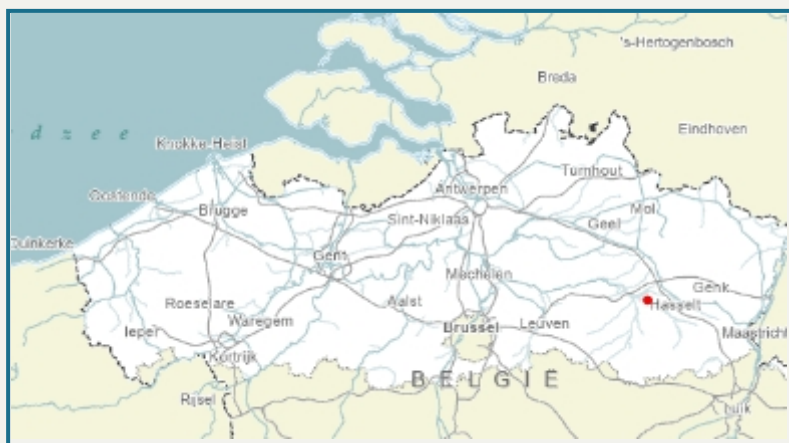 's-Hertogenbosch
Breda
Eindhoven
d z e e
Knokke-Heist
Turnhout
Antwerpen
Oostende
Brugge
Mol
Sint-Niklaas
Geel
Duinkerke
Gent
Mechelen
Genk
Roeselare
Aalst
Hasselt
Waregem
Brussel
Leuven
Ieper
Maastricht
Kortrijk
BELGIË
Rijsel
Luik